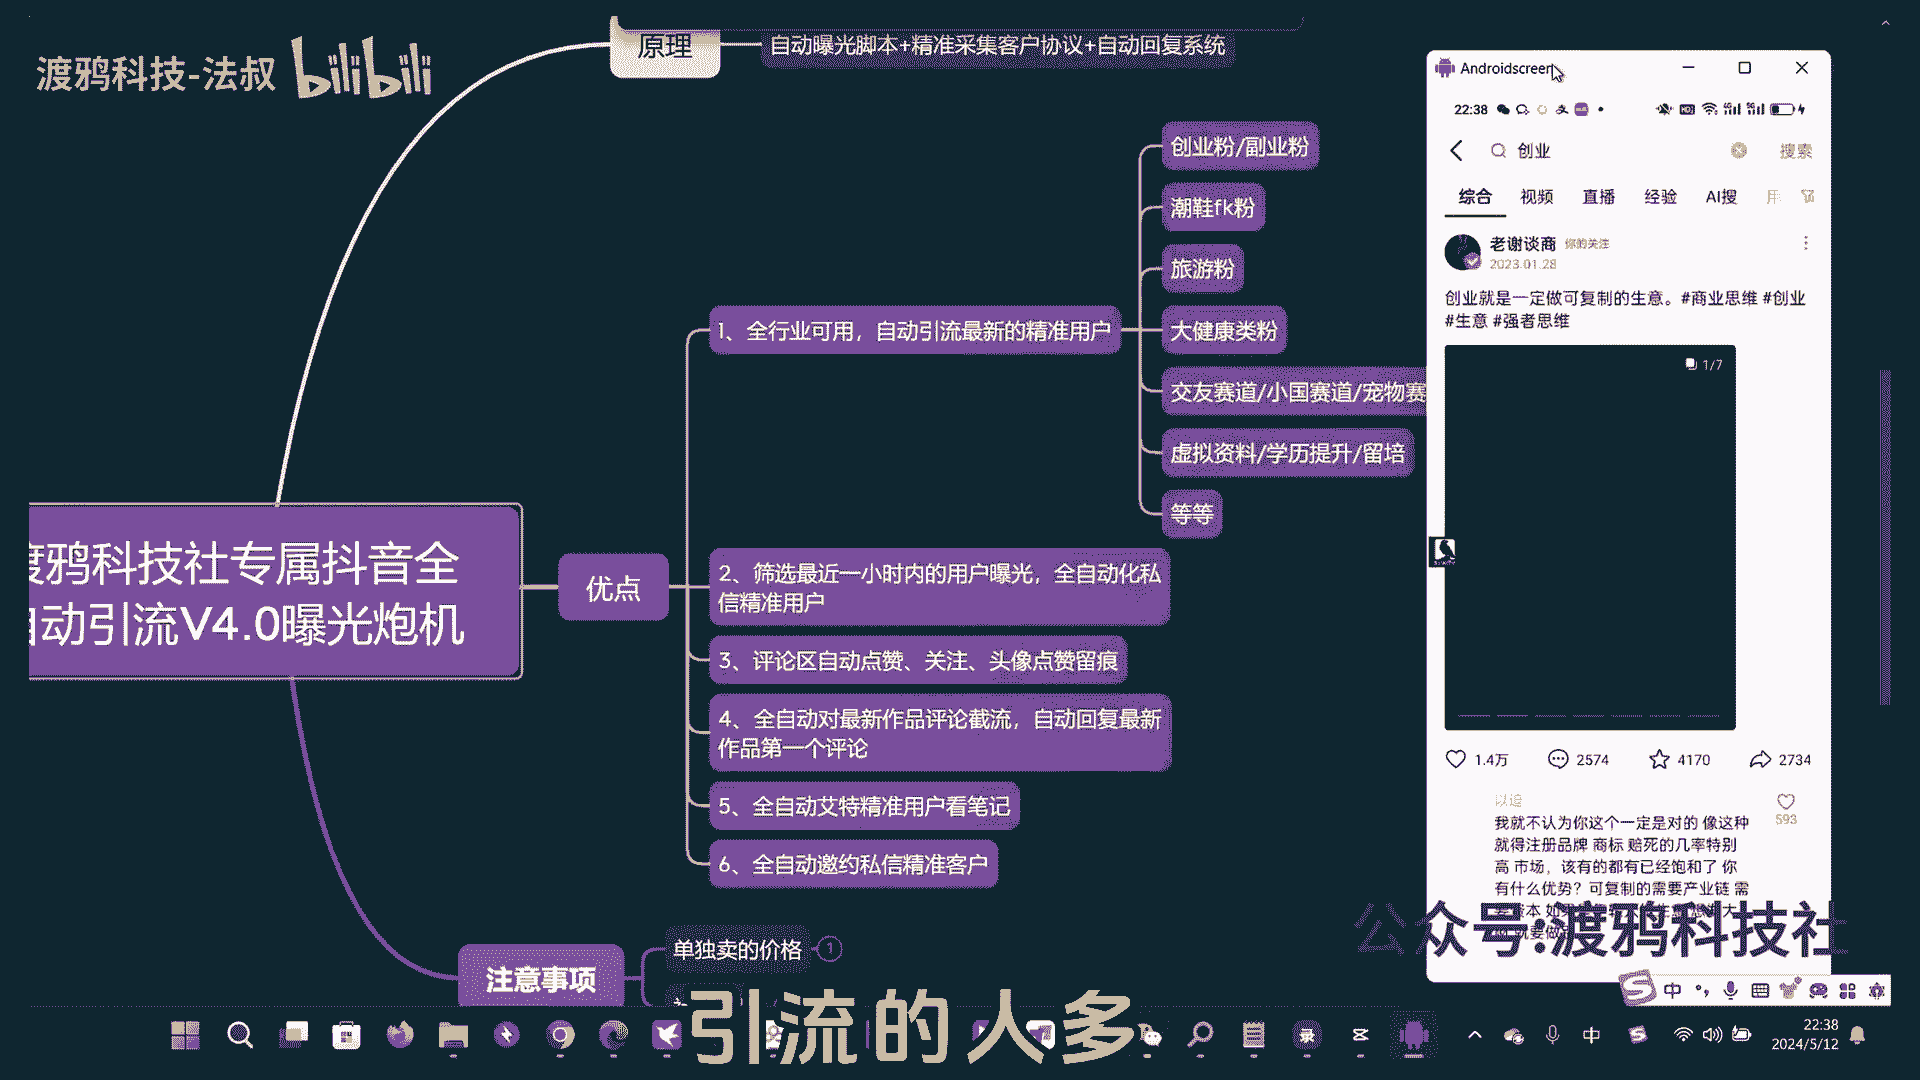 渡鸦科技-法叔 bilibili
原理
自动曝光脚本+精准采集客户协议+自动回复系统
创业粉/副业粉
潮鞋fk粉
旅游粉
大健康类粉
交友赛道/小国赛道/宠物赛
虚拟资料/学历提升/留培
等等
1、全行业可用，自动引流最新的精准用户
渡鸦科技社专属抖音全
自动引流V4.0曝光炮机
优点
2、筛选最近一小时内的用户曝光，全自动化私
信精准用户
3、评论区自动点赞、关注、头像点赞留痕
4、全自动对最新作品评论截流，自动回复最新
作品第一个评论
5、全自动艾特精准用户看笔记
6、全自动邀约私信精准客户
注意事项
单独卖的价格 1
Androidscreen
22:38
创业 搜索
综合 视频 直播 经验 AI搜 用
老谢谈商 你的关注
2023.01.28
创业就是一定做可复制的生意。#商业思维 #创业
#生意 #强者思维
1/7
1.4万 2574 4170 2734
以追
593
我就不认为你这个一定是对的 像这种
就得注册品牌 商标 赔死的几率特别
高 市场，该有的都有已经饱和了 你
有什么优势？可复制的需要产业链 需
公众号:渡鸦科技社
引流的人多
中
中
22:38
2024/5/12